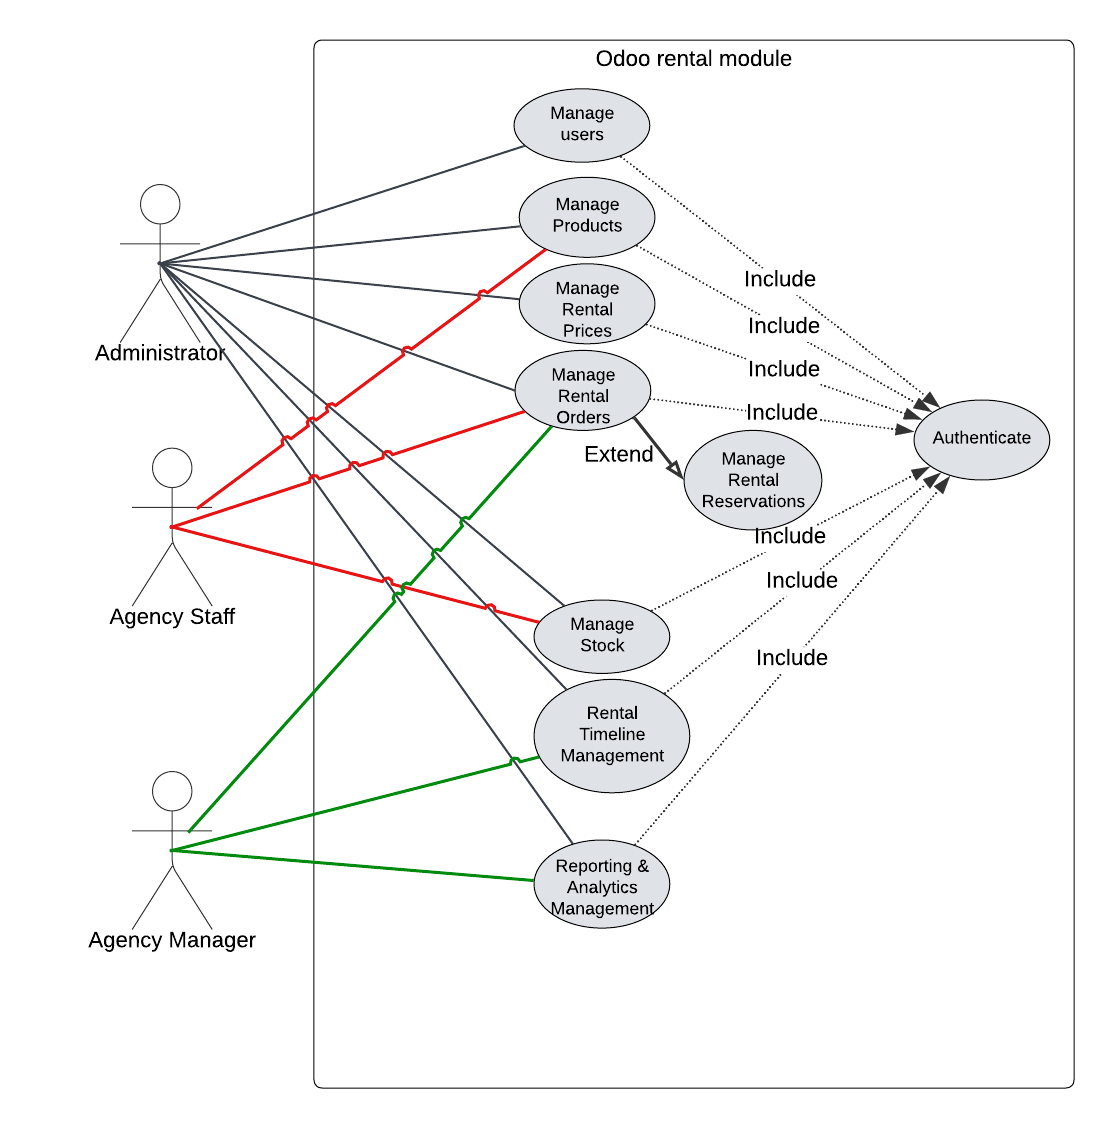 Odoo rental module
Manage
users
Manage
Products
Manage
Rental
Prices
Manage
Rental
Orders
Manage
Rental
Reservations
Manage
Stock
Rental
Timeline
Management
Reporting &
Analytics
Management
Authenticate
Include
Include
Include
Include
Extend
Include
Include
Include
Administrator
Agency Staff
Agency Manager